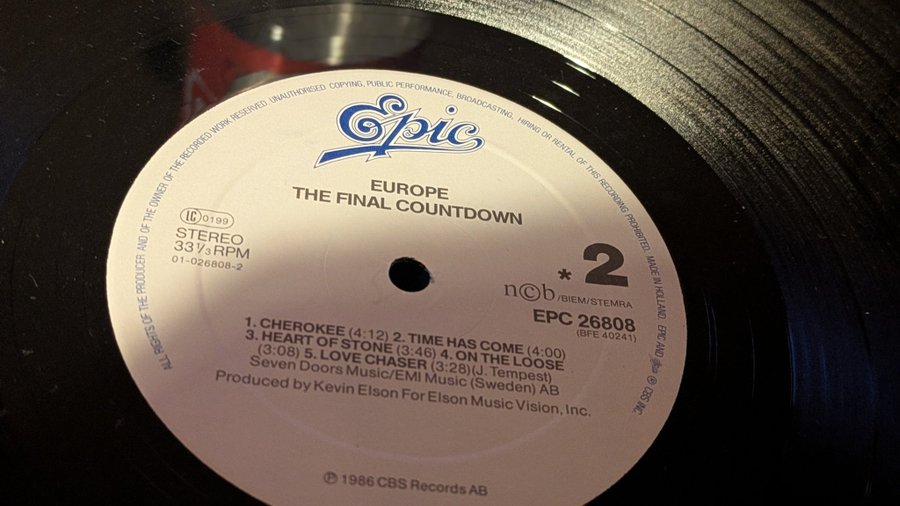 ALL RIGHTS OF THE PRODUCER AND OF THE OWNER OF THE RECORDED WORK RESERVED. UNAUTHORISED COPYING, PUBLIC PERFORMANCE, BROADCASTING, HIRING OR RENTAL OF THIS RECORDING PROHIBITED. MADE IN HOLLAND. EPIC AND ℗ CBS INC.
Epic
EUROPE
THE FINAL COUNTDOWN
LC 0199
STEREO
33⅓ RPM
01-026808-2
* 2
n©b/BIEM/STEMRA
EPC 26808
(BFE 40241)
1. CHEROKEE (4:12) 2. TIME HAS COME (4:00)
3. HEART OF STONE (3:46) 4. ON THE LOOSE
(3:08) 5. LOVE CHASER (3:28)(J. Tempest)
Seven Doors Music/EMI Music (Sweden) AB
Produced by Kevin Elson For Elson Music Vision, Inc.
℗ 1986 CBS Records AB